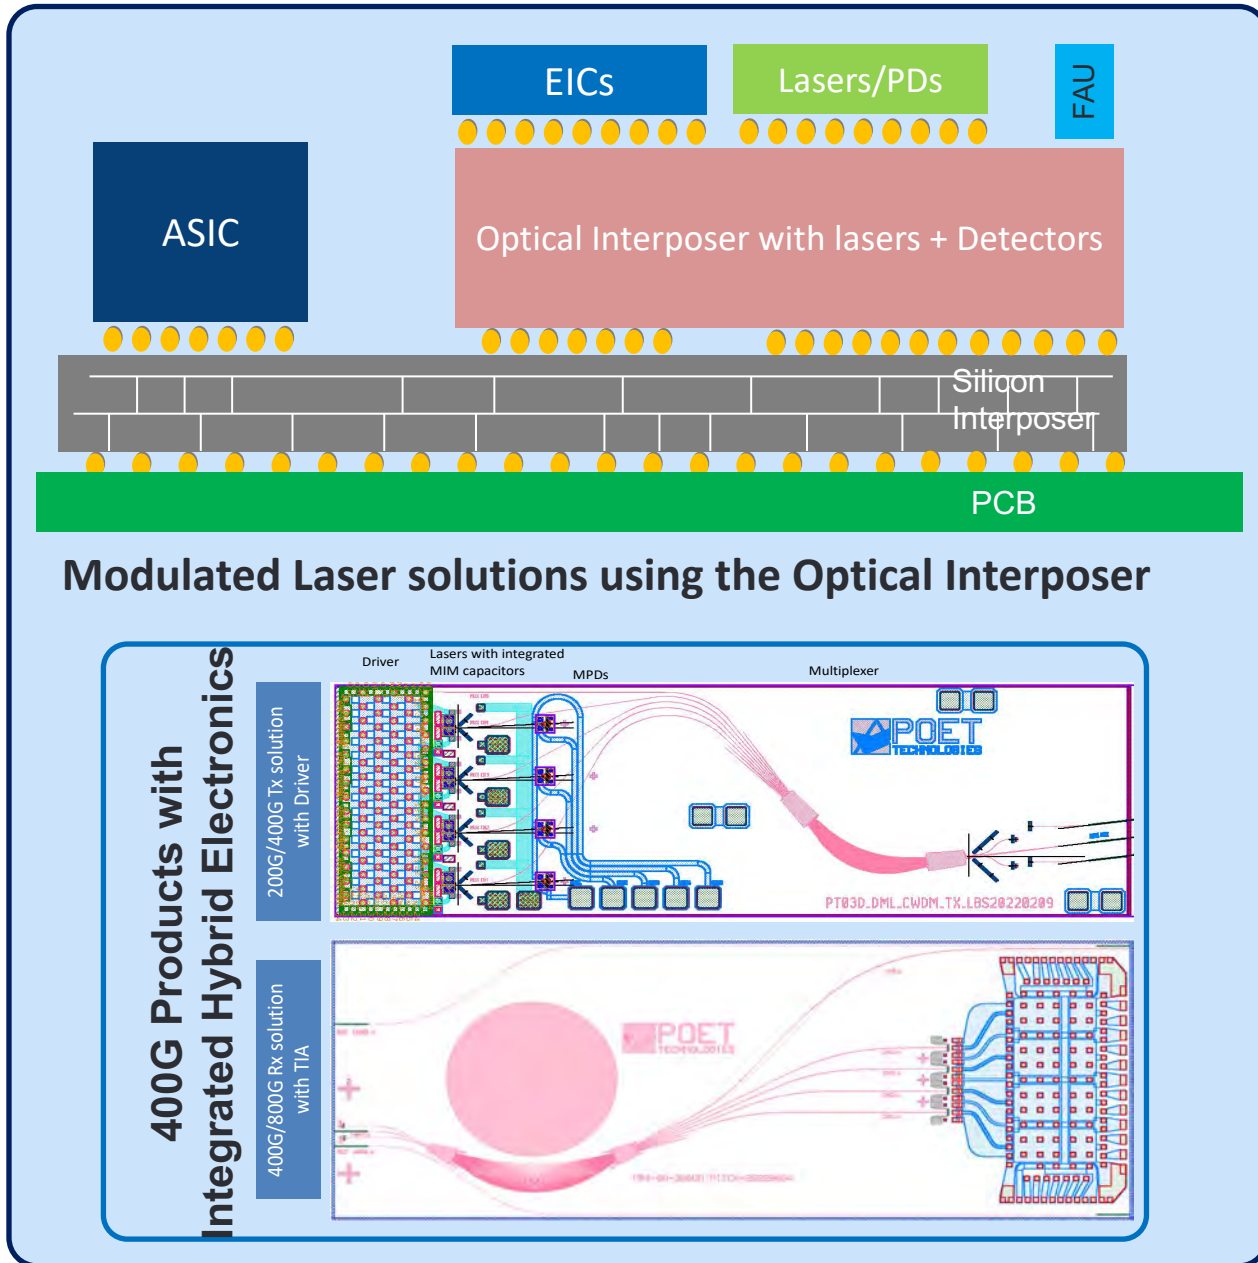 EICs
Lasers/PDs
FAU
ASIC
Optical Interposer with lasers + Detectors
Silicon
Interposer
PCB
Modulated Laser solutions using the Optical Interposer
400G Products with
Integrated Hybrid Electronics
200G/400G Tx solution
with Driver
Driver
Lasers with integrated
MIM capacitors
MPDs
Multiplexer
POET
TECHNOLOGIES
PT03D_DML_CWDM_TX_LBS20220209
400G/800G Rx solution
with TIA
POET
TECHNOLOGIES